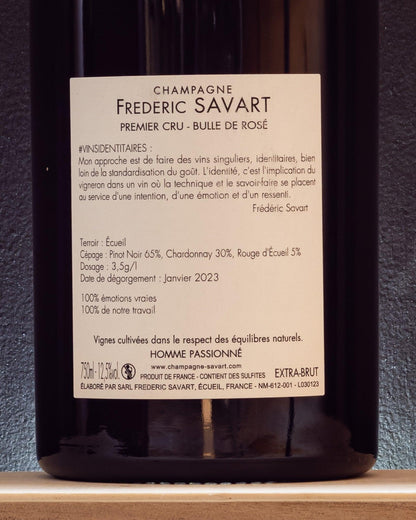 CHAMPAGNE
FREDERIC SAVART
PREMIER CRU - BULLE DE ROSÉ
#VINSIDENTITAIRES :
Mon approche est de faire des vins singuliers, identitaires, bien
loin de la standardisation du goût. L'identité, c'est l'implication du
vigneron dans un vin où la technique et le savoir-faire se placent
au service d'une intention, d'une émotion et d'un ressenti.
Frédéric Savart
Terroir : Écueil
Cépage : Pinot Noir 65%, Chardonnay 30%, Rouge d'Écueil 5%
Dosage : 3,5g/l
Date de dégorgement : Janvier 2023
100% émotions vraies
100% de notre travail
Vignes cultivées dans le respect des équilibres naturels.
HOMME PASSIONNÉ
www.champagne-savart.com
750ml - 12,5%vol
PRODUIT DE FRANCE - CONTIENT DES SULFITES
EXTRA-BRUT
ÉLABORÉ PAR SARL FREDERIC SAVART, ÉCUEIL, FRANCE - NM-612-001 - L030123